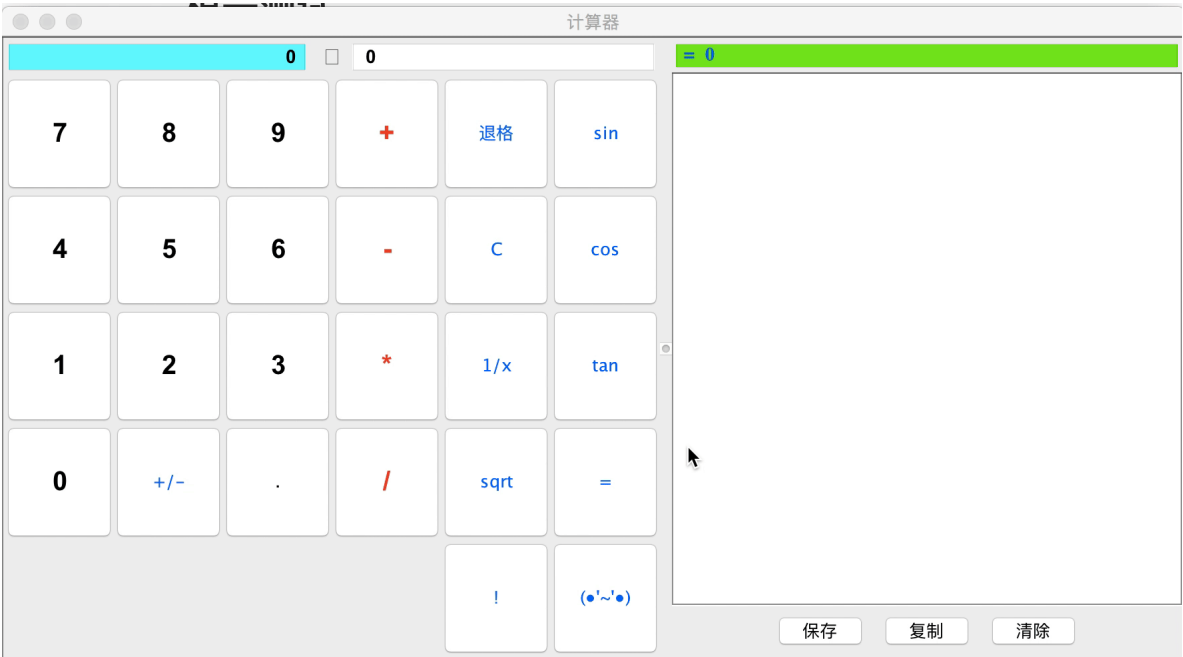 计算器
0 0 = 0
7 8 9 + 退格 sin
4 5 6 - C cos
1 2 3 * 1/x tan
0 +/- . / sqrt =
! (●'~'●)
保存 复制 清除